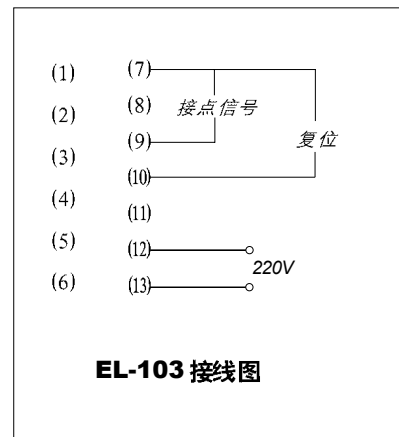 (1) (7)
(8) 接点信号
(2)
(9) 复位
(3)
(10)
(4)
(11)
(5) (12)
220V
(6) (13)
EL-103 接线图